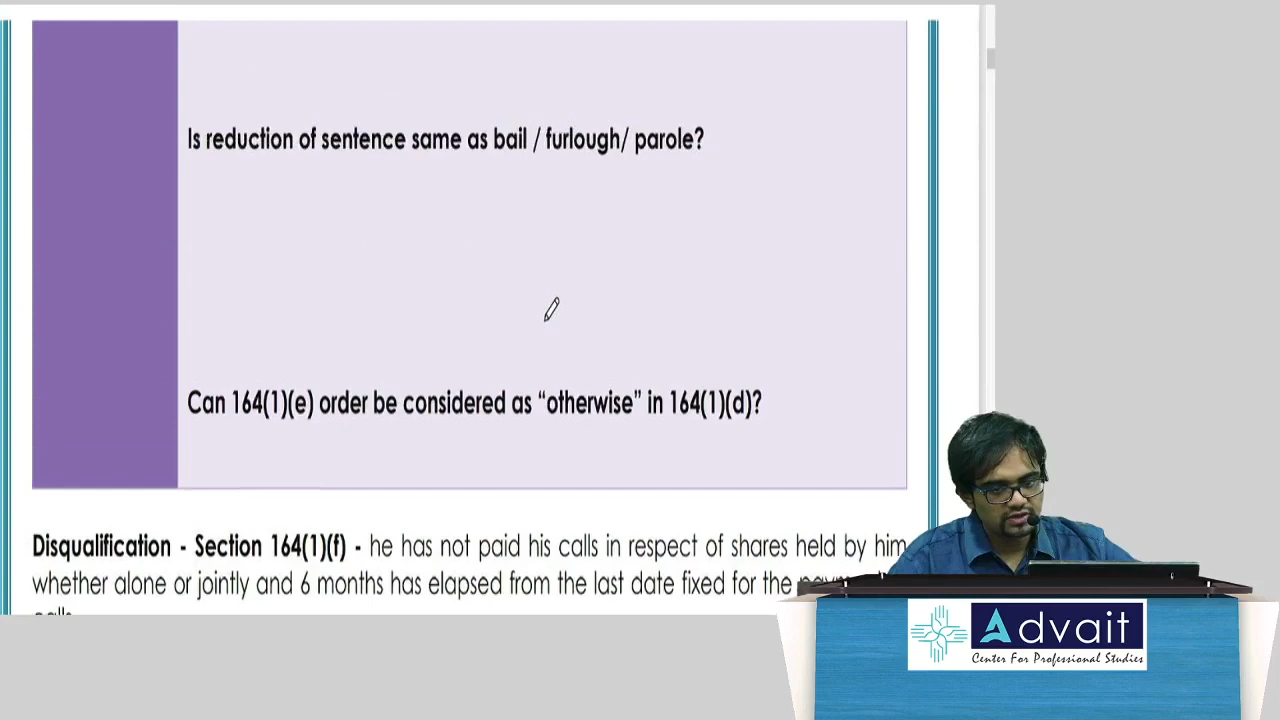 Is reduction of sentence same as bail / furlough/ parole?
Can 164(1)(e) order be considered as “otherwise” in 164(1)(d)?
Disqualification - Section 164(1)(f) - he has not paid his calls in respect of shares held by him
whether alone or jointly and 6 months has elapsed from the last date fixed for the
calls
Advait
Center For Professional Studies